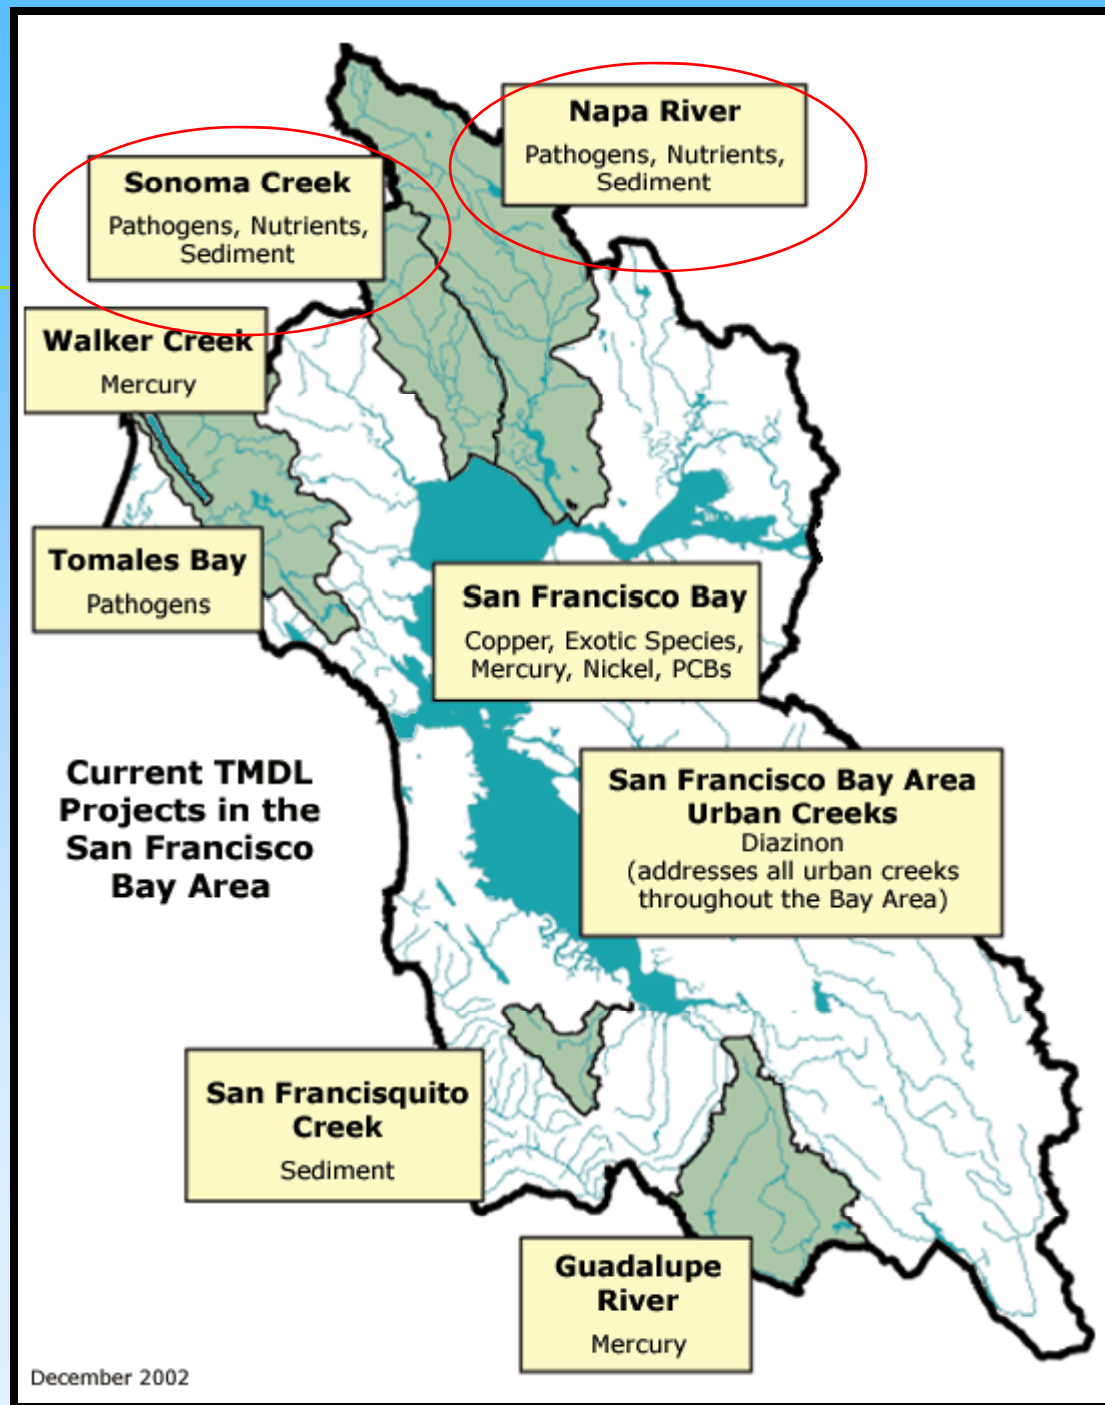 Napa River
Pathogens, Nutrients,
Sediment
Sonoma Creek
Pathogens, Nutrients,
Sediment
Walker Creek
Mercury
Tomales Bay
Pathogens
San Francisco Bay
Copper, Exotic Species,
Mercury, Nickel, PCBs
Current TMDL
Projects in the
San Francisco
Bay Area
San Francisco Bay Area
Urban Creeks
Diazinon
(addresses all urban creeks
throughout the Bay Area)
San Francisquito
Creek
Sediment
Guadalupe
River
Mercury
December 2002